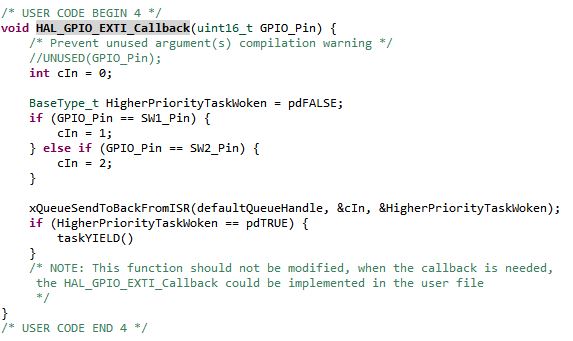 /* USER CODE BEGIN 4 */
void HAL_GPIO_EXTI_Callback(uint16_t GPIO_Pin) {
/* Prevent unused argument(s) compilation warning */
//UNUSED(GPIO_Pin);
int cIn = 0;
BaseType_t HigherPriorityTaskWoken = pdFALSE;
if (GPIO_Pin == SW1_Pin) {
cIn = 1;
} else if (GPIO_Pin == SW2_Pin) {
cIn = 2;
}
xQueueSendToBackFromISR(defaultQueueHandle, &cIn, &HigherPriorityTaskWoken);
if (HigherPriorityTaskWoken == pdTRUE) {
taskYIELD()
}
/* NOTE: This function should not be modified, when the callback is needed,
the HAL_GPIO_EXTI_Callback could be implemented in the user file
*/
}
/* USER CODE END 4 */